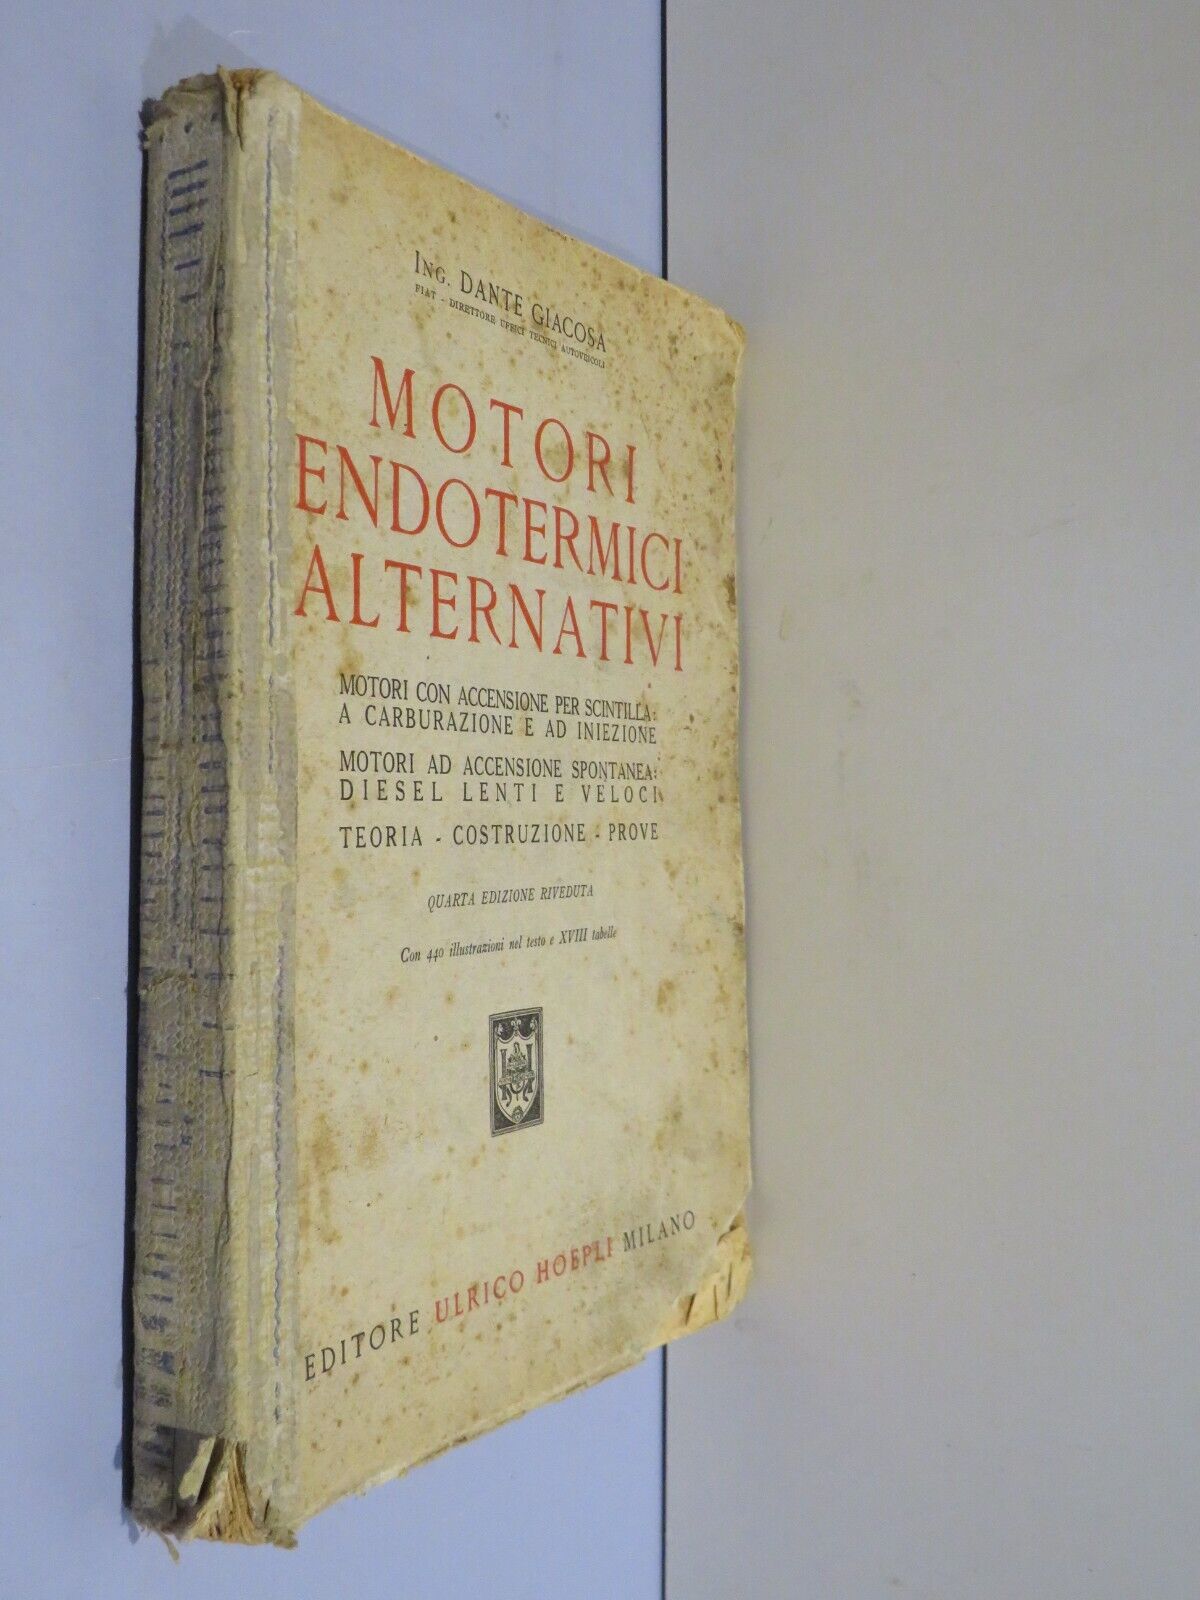 ING. DANTE GIACOSA
FIAT - DIRETTORE UFFICI TECNICI AUTOVEICOLI
MOTORI
ENDOTERMICI
ALTERNATIVI
MOTORI CON ACCENSIONE PER SCINTILLA:
A CARBURAZIONE E AD INIEZIONE
MOTORI AD ACCENSIONE SPONTANEA:
DIESEL LENTI E VELOCI
TEORIA - COSTRUZIONE - PROVE
QUARTA EDIZIONE RIVEDUTA
Con 440 illustrazioni nel testo e XVIII tabelle
EDITORE ULRICO HOEPLI MILANO